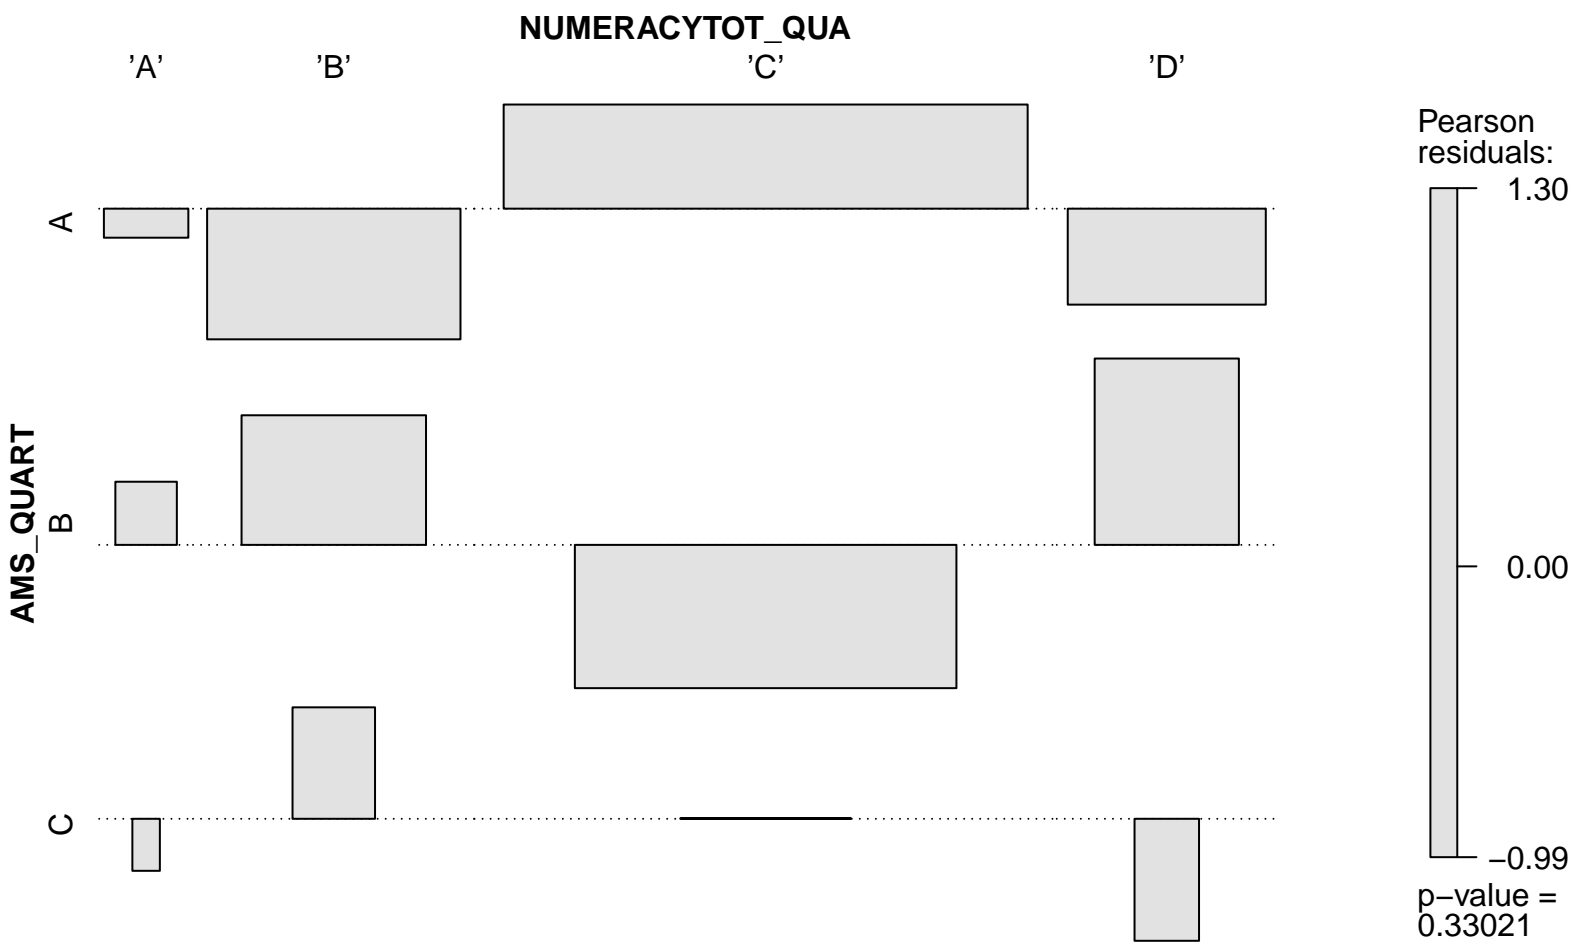 NUMERACYTOT_QUA
’A’ ’B’ ’C’ ’D’
AMS_QUART
A
B
C
Pearson
residuals:
1.30
0.00
−0.99
p−value =
0.33021